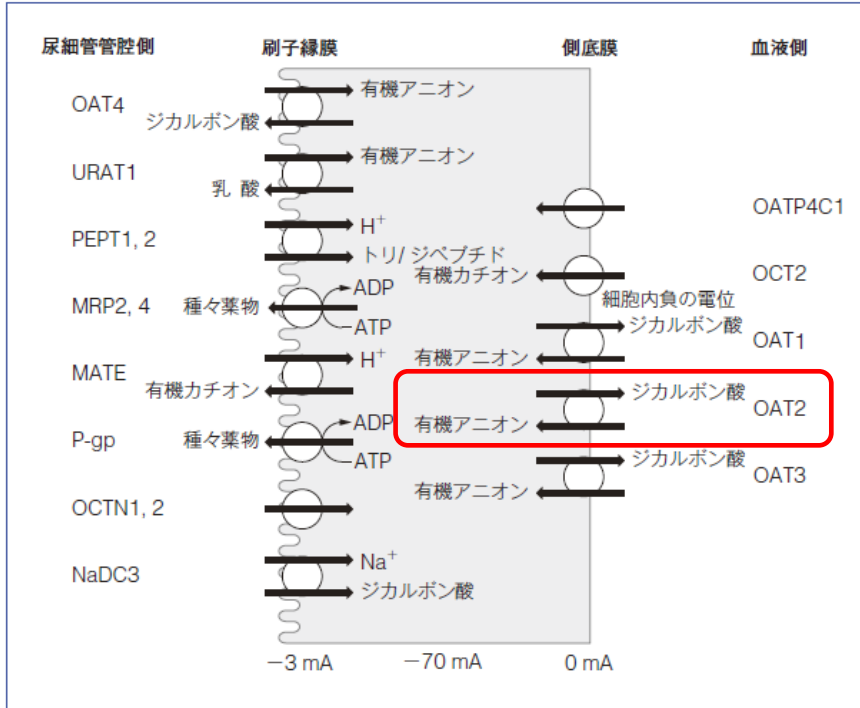 尿細管管腔側 刷子縁膜 側底膜 血液側
OAT4 有機アニオン
ジカルボン酸
URAT1 有機アニオン
乳 酸
PEPT1, 2 H⁺
トリ/ ジペプチド
MRP2, 4 種々薬物 ADP
ATP
MATE H⁺
有機カチオン
P-gp 種々薬物 ADP
ATP
OCTN1, 2
NaDC3 Na⁺
ジカルボン酸
OATP4C1
有機カチオン OCT2
細胞内負の電位
ジカルボン酸 OAT1
有機アニオン
ジカルボン酸 OAT2
有機アニオン
ジカルボン酸 OAT3
有機アニオン
−3 mA −70 mA 0 mA